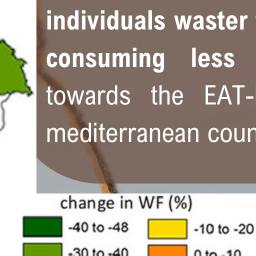 individuals waster
consuming less
towards the EAT-
mediterranean coun
change in WF (%)
-40 to -48
-10 to -20
-30 to -40
0 to -10